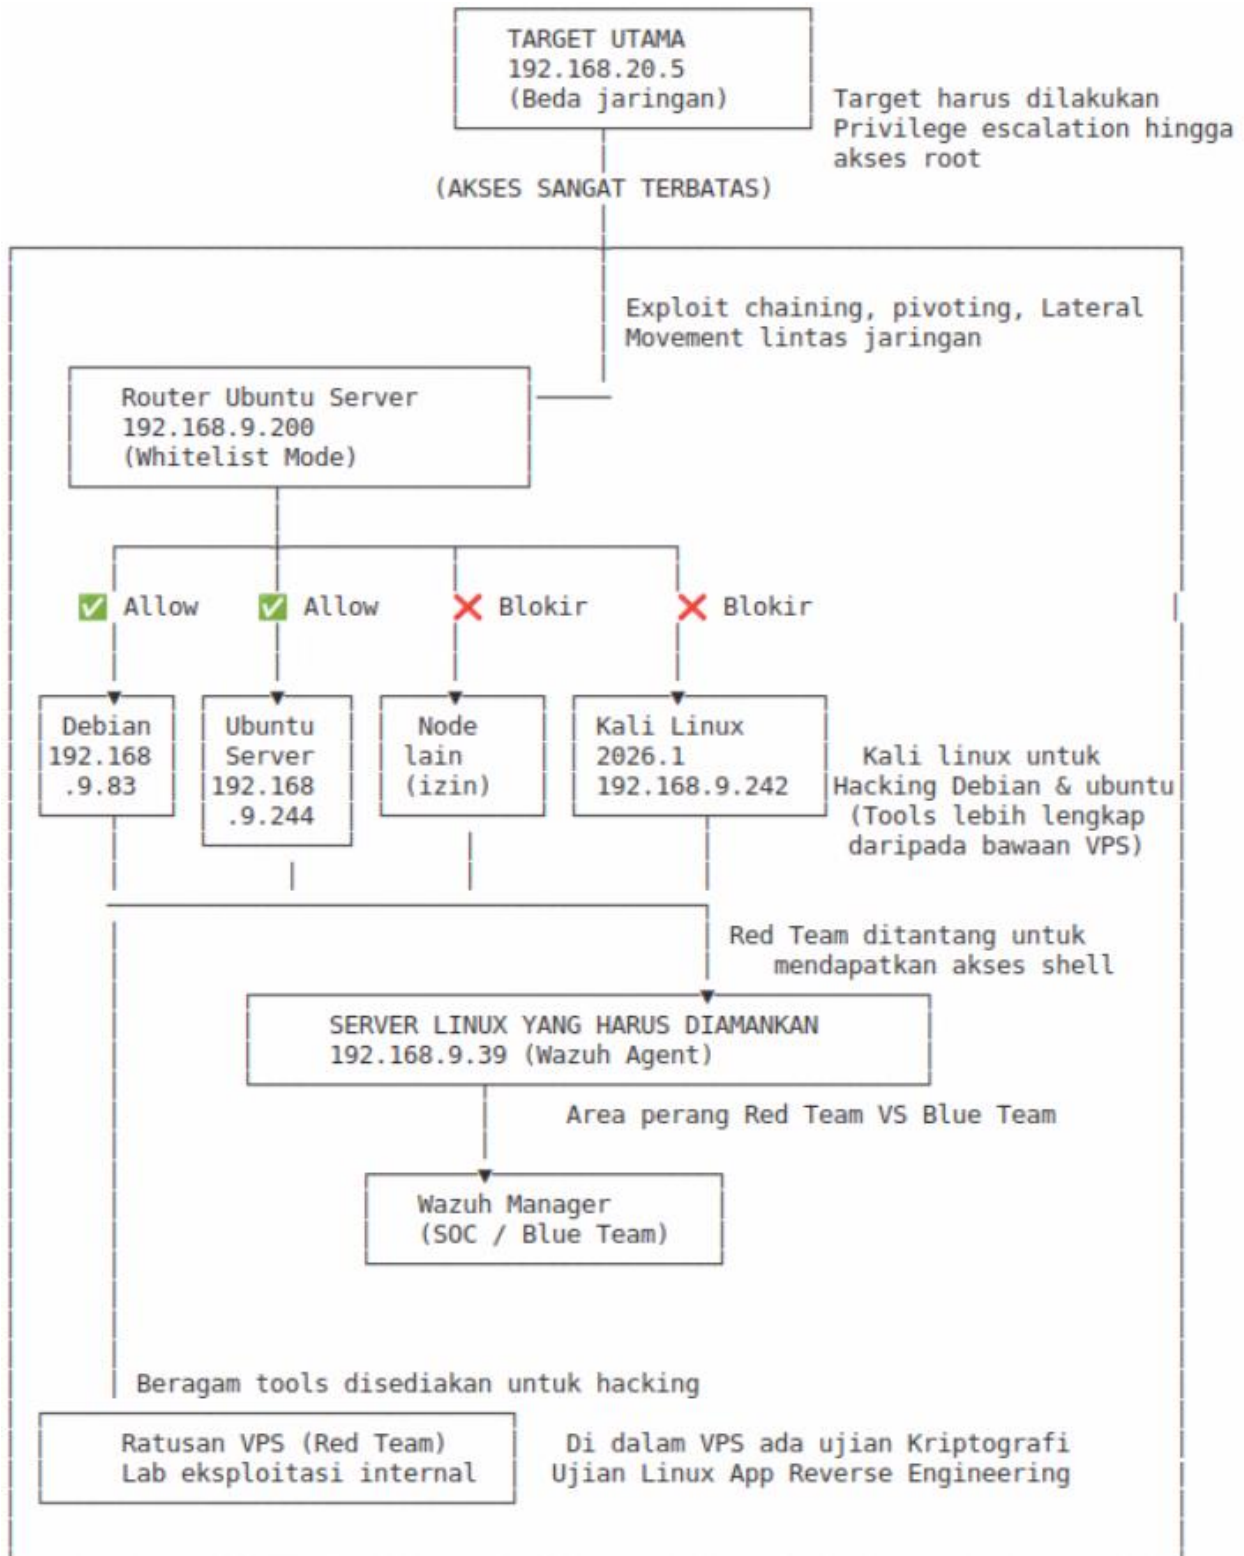 TARGET UTAMA
192.168.20.5
(Beda jaringan)
Target harus dilakukan
Privilege escalation hingga
akses root
(AKSES SANGAT TERBATAS)
Exploit chaining, pivoting, Lateral
Movement lintas jaringan
Router Ubuntu Server
192.168.9.200
(Whitelist Mode)
✅ Allow
✅ Allow
❌ Blokir
❌ Blokir
Debian
192.168
.9.83
Ubuntu
Server
192.168
.9.244
Node
lain
(izin)
Kali Linux
2026.1
192.168.9.242
Kali linux untuk
Hacking Debian & ubuntu
(Tools lebih lengkap
daripada bawaan VPS)
Red Team ditantang untuk
mendapatkan akses shell
SERVER LINUX YANG HARUS DIAMANKAN
192.168.9.39 (Wazuh Agent)
Area perang Red Team VS Blue Team
Wazuh Manager
(SOC / Blue Team)
Beragam tools disediakan untuk hacking
Ratusan VPS (Red Team)
Lab eksploitasi internal
Di dalam VPS ada ujian Kriptografi
Ujian Linux App Reverse Engineering